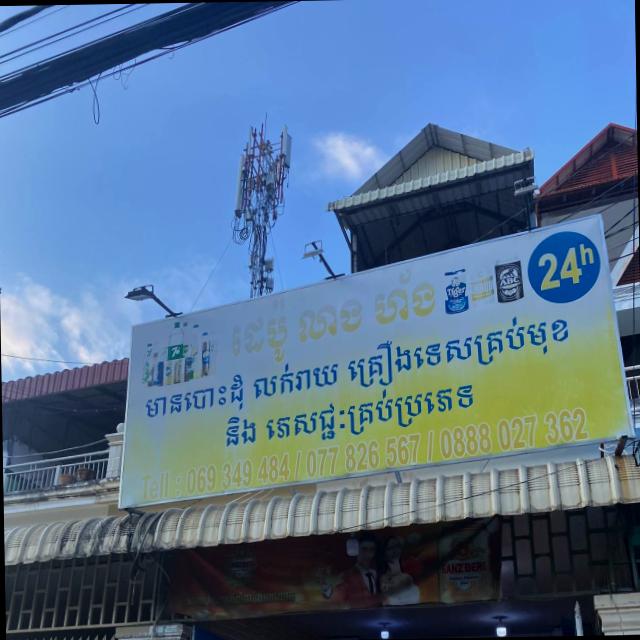 ដេប៉ូ លាង ហ័ង
24h
មានបោះដុំ លក់រាយ គ្រឿងទេសគ្រប់មុខ
និង ភេសជ្ជៈគ្រប់ប្រភេទ
Tell : 069 349 484 / 077 826 567 / 0888 027 362
GANZBERG